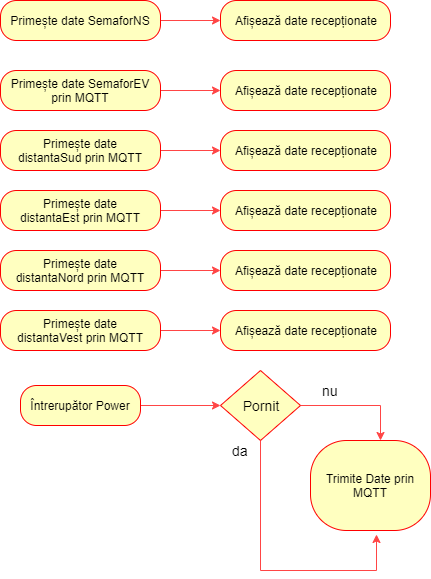 Primește date SemaforNS
Afișează date recepționate
Primește date SemaforEV
prin MQTT
Afișează date recepționate
Primește date
distantaSud prin MQTT
Afișează date recepționate
Primește date
distantaEst prin MQTT
Afișează date recepționate
Primește date
distantaNord prin MQTT
Afișează date recepționate
Primește date
distantaVest prin MQTT
Afișează date recepționate
Întrerupător Power
Pornit
nu
da
Trimite Date prin
MQTT